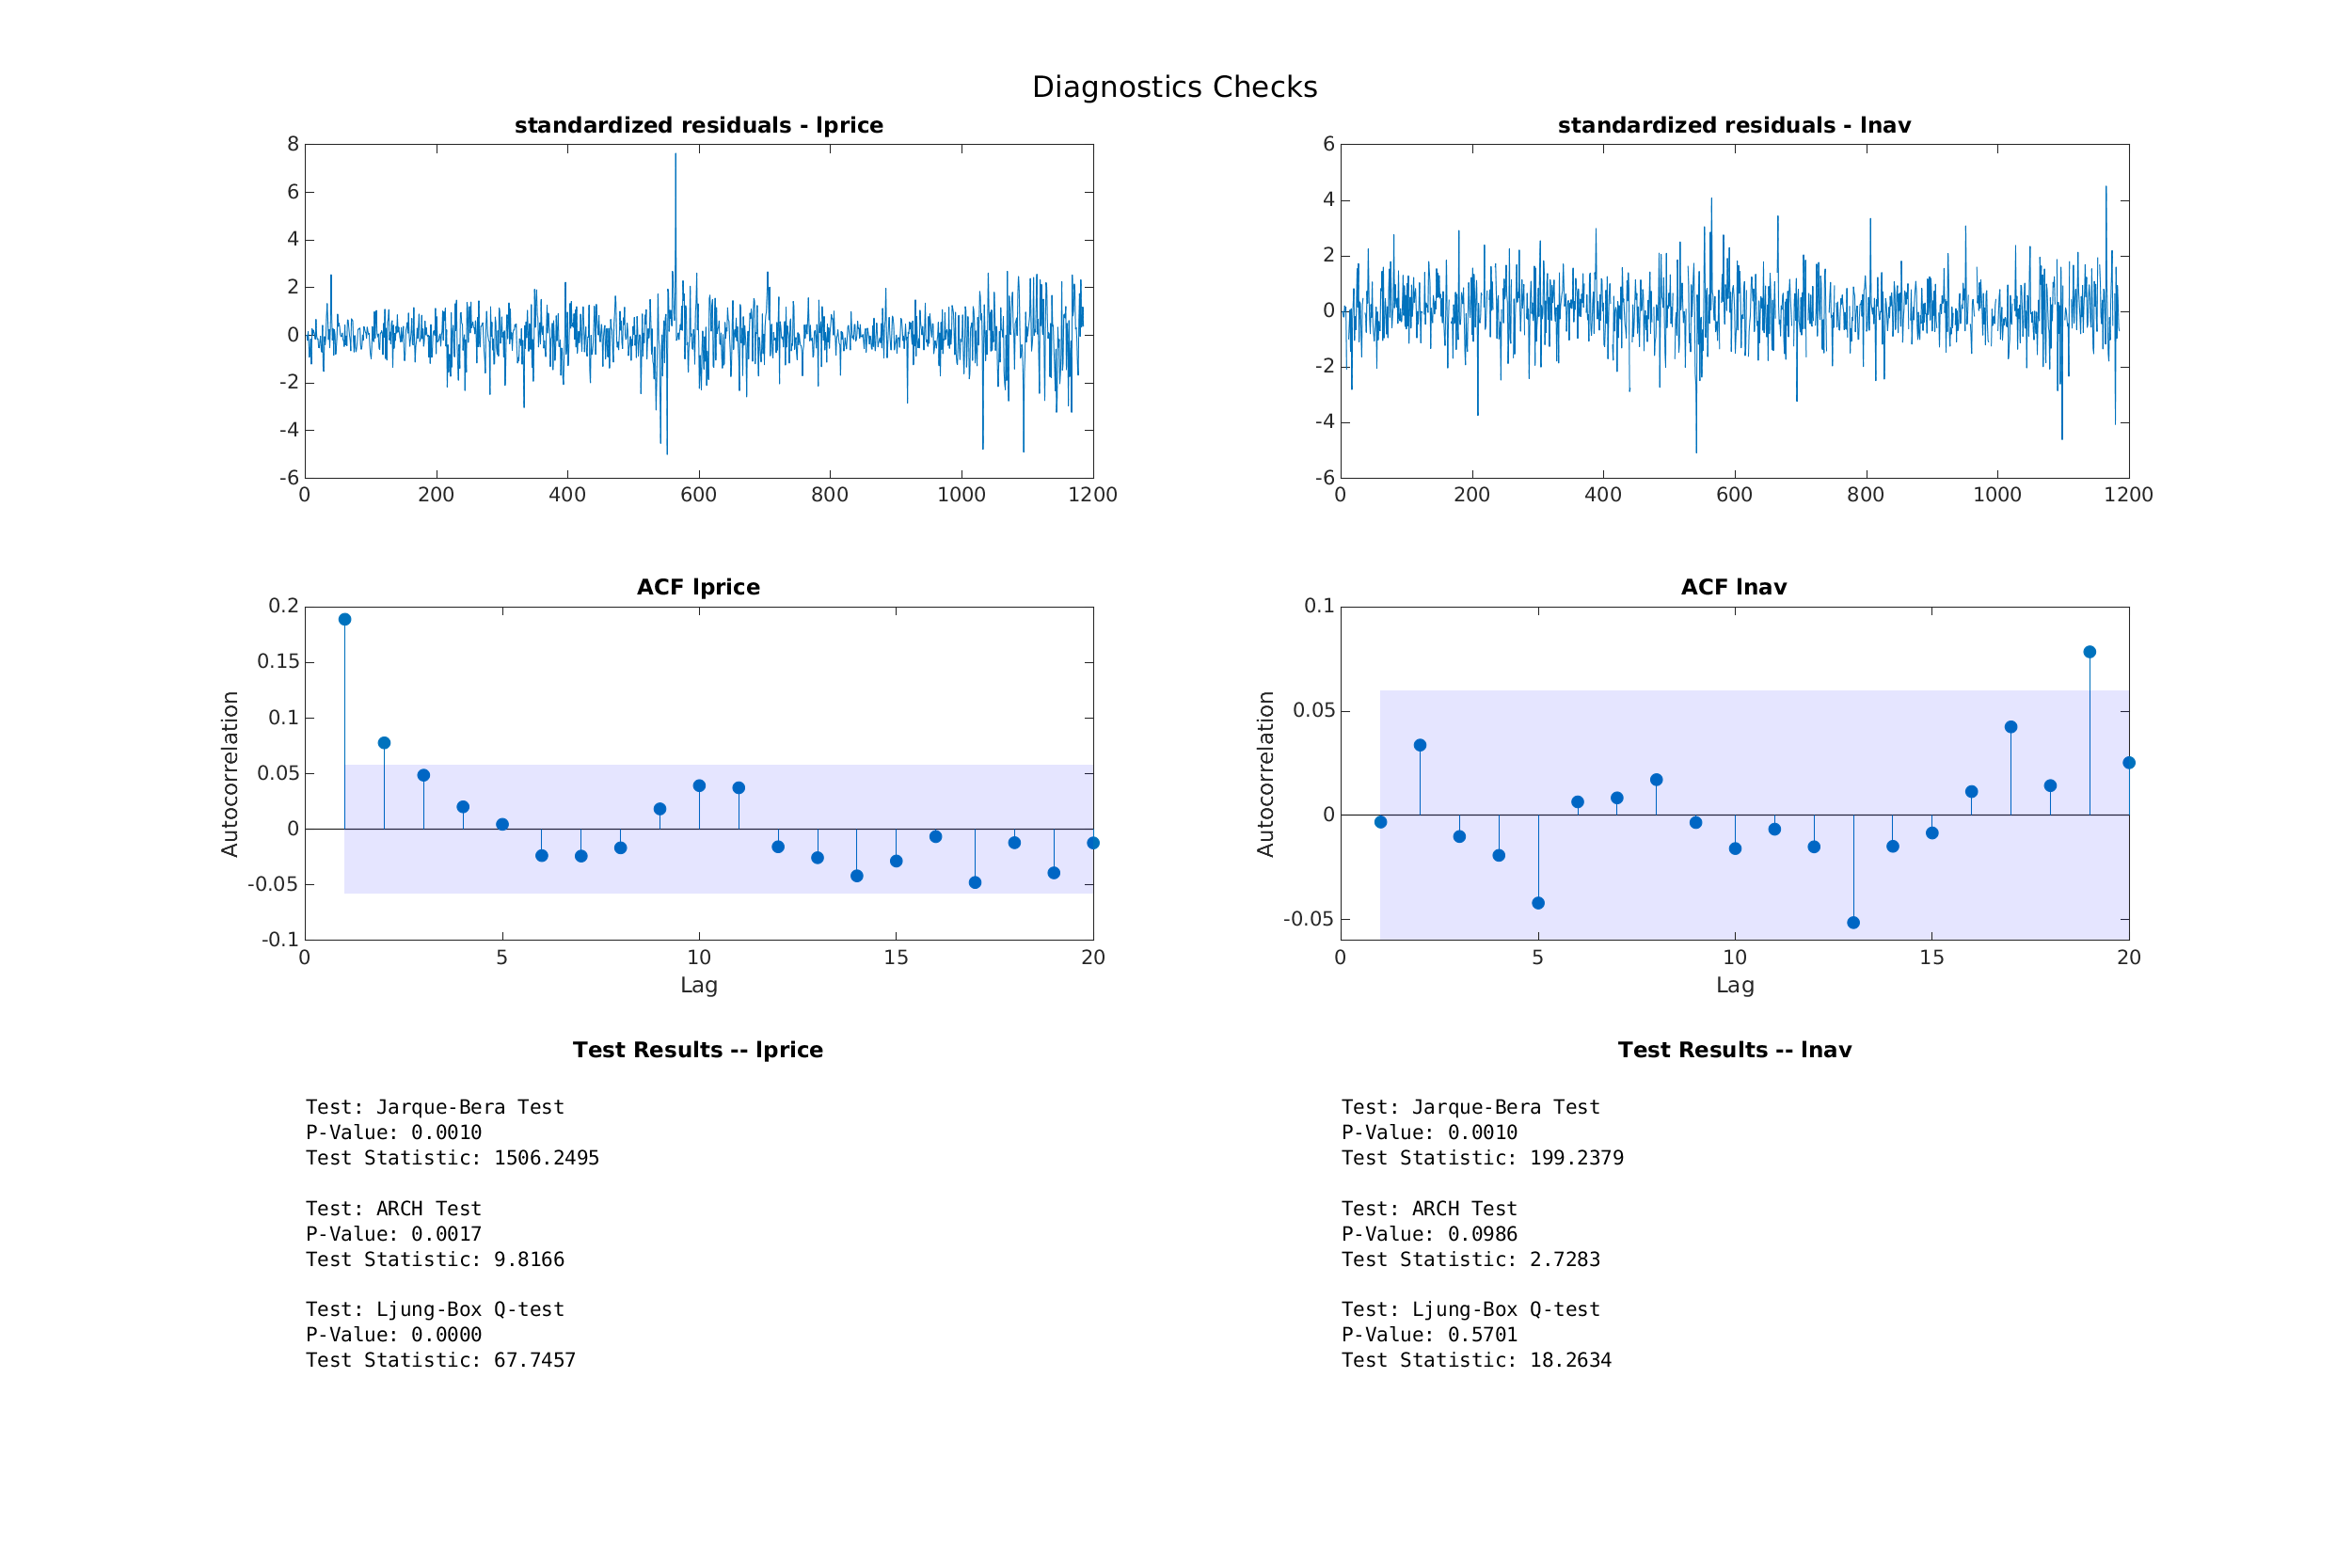 Diagnostics Checks
standardized residuals - lprice
8
6
4
2
0
-2
-4
-6
0 200 400 600 800 1000 1200
standardized residuals - lnav
6
4
2
0
-2
-4
-6
0 200 400 600 800 1000 1200
ACF lprice
0.2
0.15
0.1
0.05
0
-0.05
-0.1
Autocorrelation
0 5 10 15 20
Lag
ACF lnav
0.1
0.05
0
-0.05
Autocorrelation
0 5 10 15 20
Lag
Test Results -- lprice
Test: Jarque-Bera Test
P-Value: 0.0010
Test Statistic: 1506.2495
Test: ARCH Test
P-Value: 0.0017
Test Statistic: 9.8166
Test: Ljung-Box Q-test
P-Value: 0.0000
Test Statistic: 67.7457
Test Results -- lnav
Test: Jarque-Bera Test
P-Value: 0.0010
Test Statistic: 199.2379
Test: ARCH Test
P-Value: 0.0986
Test Statistic: 2.7283
Test: Ljung-Box Q-test
P-Value: 0.5701
Test Statistic: 18.2634